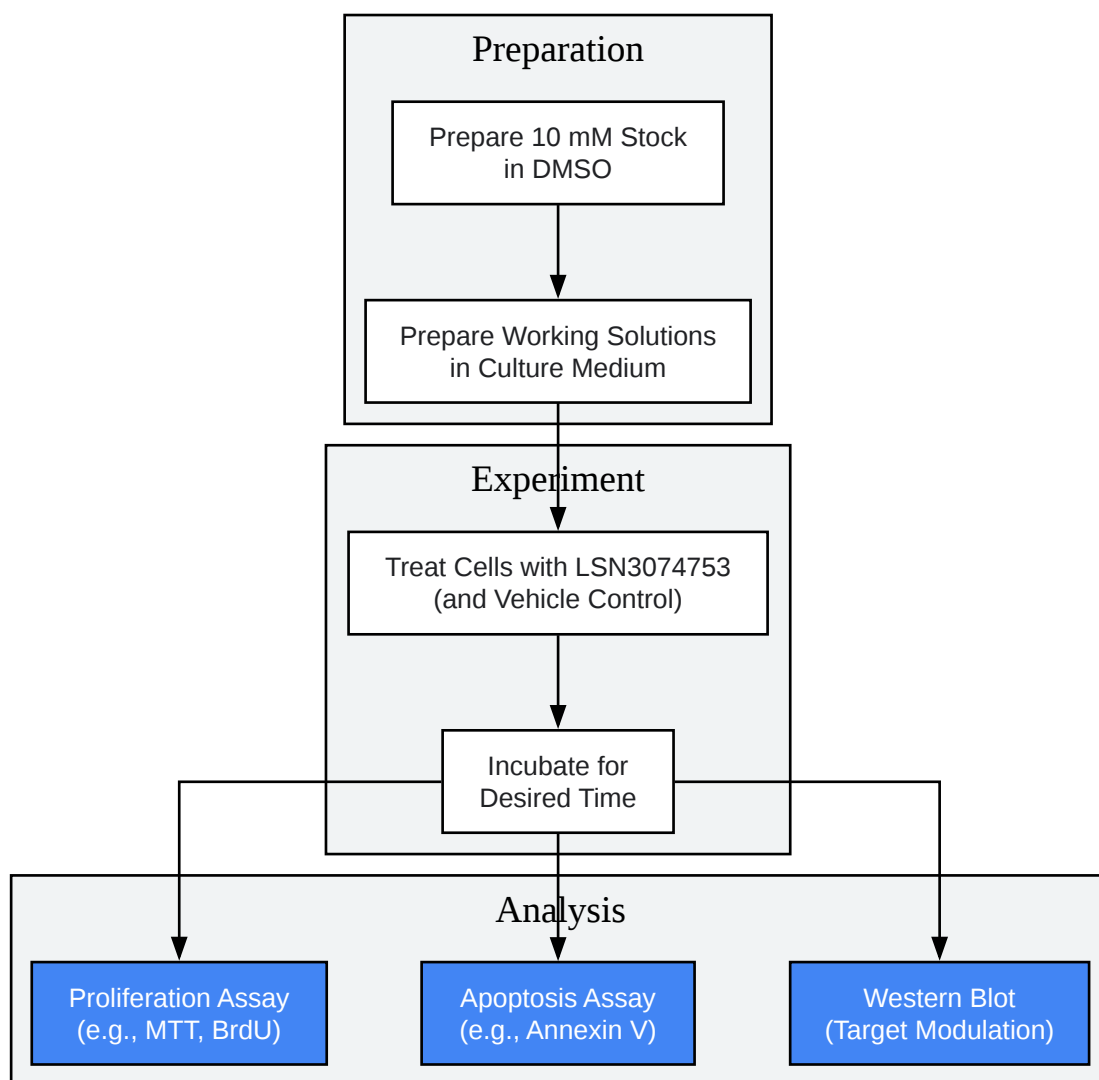 Preparation
Prepare 10 mM Stock
in DMSO
Prepare Working Solutions
in Culture Medium
Experiment
Treat Cells with LSN3074753
(and Vehicle Control)
Incubate for
Desired Time
Analysis
Proliferation Assay
(e.g., MTT, BrdU)
Apoptosis Assay
(e.g., Annexin V)
Western Blot
(Target Modulation)